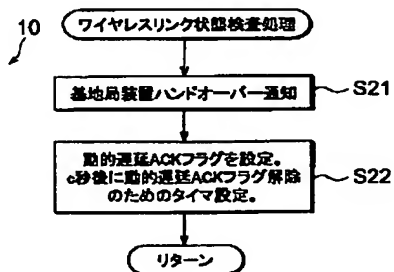 10
ワイヤレスリンク状態検査処理
基地局装置ハンドオーバー通知
S21
動的遅延ACKフラグを設定。
c秒後に動的遅延ACKフラグ解除
のためのタイマ設定。
S22
リターン